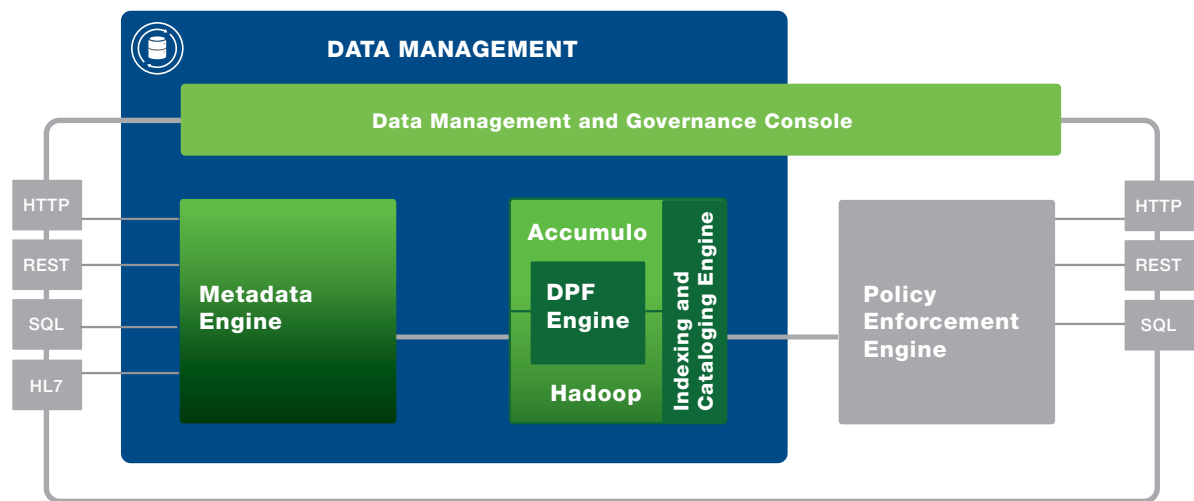 DATA MANAGEMENT
Data Management and Governance Console
HTTP
REST
SQL
HL7
Metadata
Engine
Accumulo
DPF
Engine
Hadoop
Indexing and
Cataloging Engine
Policy
Enforcement
Engine
HTTP
REST
SQL